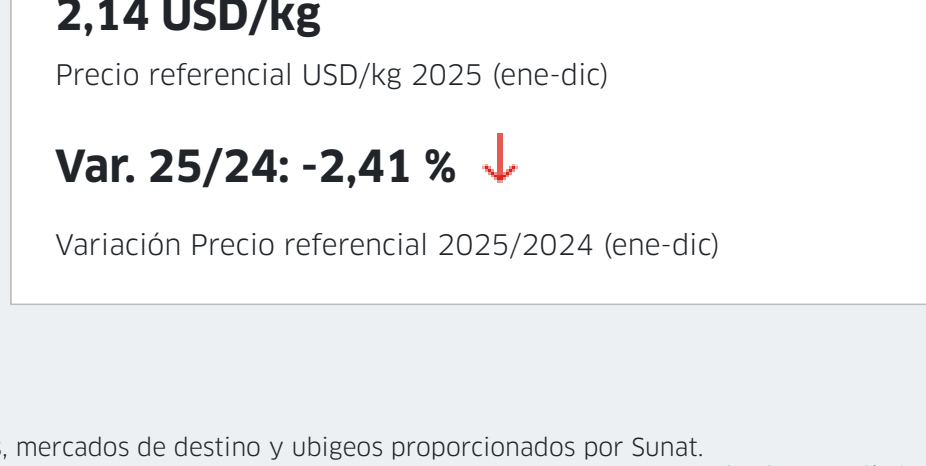 2,14 USD/kg
Precio referencial USD/kg 2025 (ene-dic)
Var. 25/24: -2,41 %
Variación Precio referencial 2025/2024 (ene-dic)
, mercados de destino y ubigeos proporcionados por Sunat.